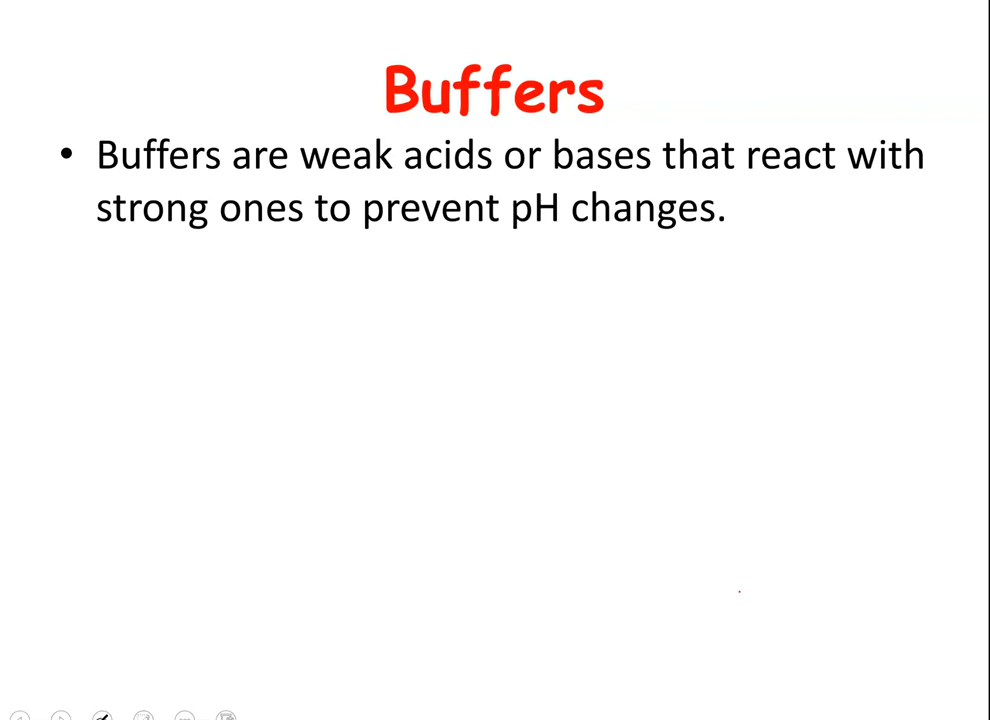 Buffers
• Buffers are weak acids or bases that react with
strong ones to prevent pH changes.